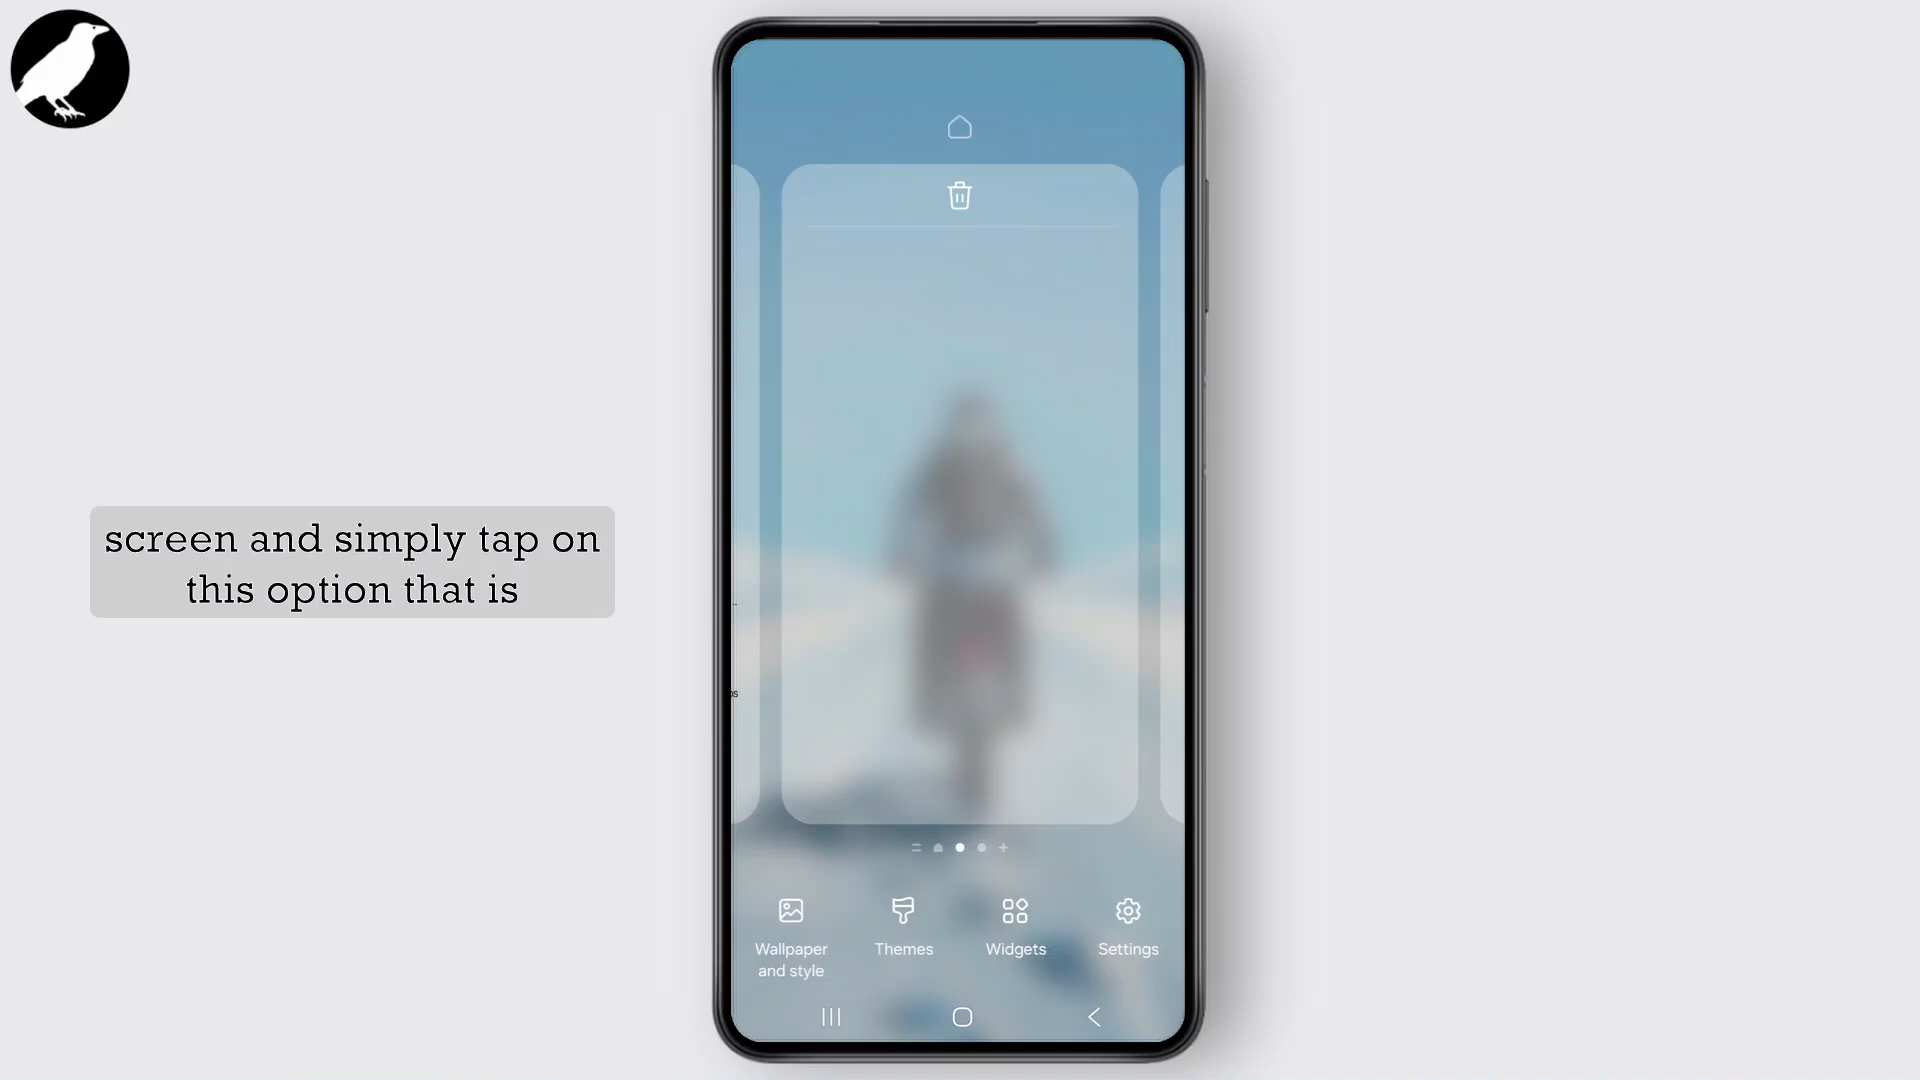 screen and simply tap on
this option that is
Wallpaper
and style
Themes
Widgets
Settings